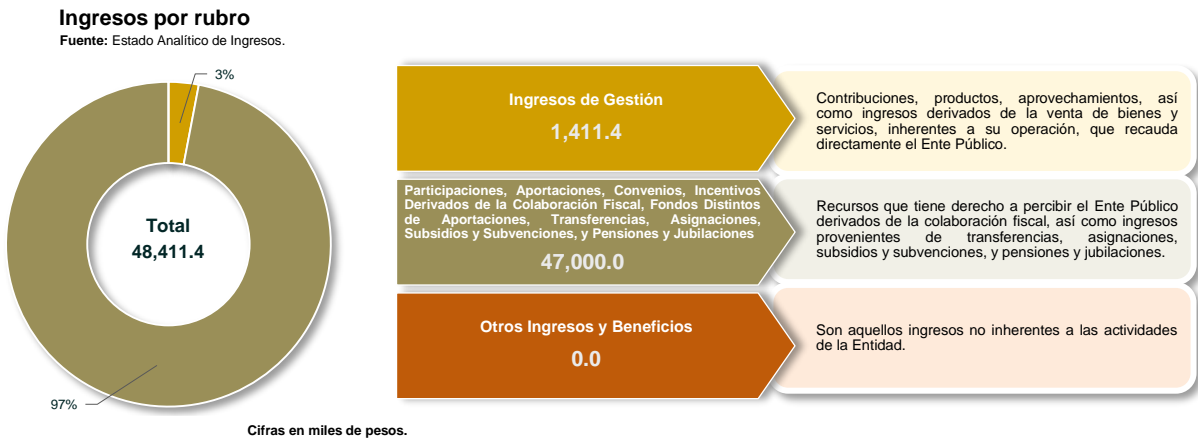 Ingresos por rubro
Fuente: Estado Analítico de Ingresos.
3%
Total
48,411.4
97%
Ingresos de Gestión
1,411.4
Contribuciones, productos, aprovechamientos, así
como ingresos derivados de la venta de bienes y
servicios, inherentes a su operación, que recauda
directamente el Ente Público.
Participaciones, Aportaciones, Convenios, Incentivos
Derivados de la Colaboración Fiscal, Fondos Distintos
de Aportaciones, Transferencias, Asignaciones,
Subsidios y Subvenciones, y Pensiones y Jubilaciones
47,000.0
Recursos que tiene derecho a percibir el Ente Público
derivados de la colaboración fiscal, así como ingresos
provenientes de transferencias, asignaciones,
subsidios y subvenciones, y pensiones y jubilaciones.
Otros Ingresos y Beneficios
0.0
Son aquellos ingresos no inherentes a las actividades
de la Entidad.
Cifras en miles de pesos.